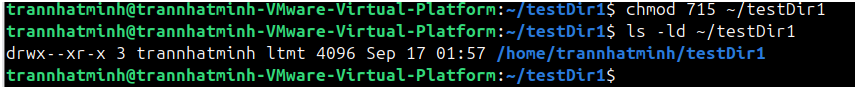 trannhatminh@trannhatminh-VMware-Virtual-Platform:~/testDir1$ chmod 715 ~/testDir1
trannhatminh@trannhatminh-VMware-Virtual-Platform:~/testDir1$ ls -ld ~/testDir1
drwx--xr-x 3 trannhatminh ltmt 4096 Sep 17 01:57 /home/trannhatminh/testDir1
trannhatminh@trannhatminh-VMware-Virtual-Platform:~/testDir1$